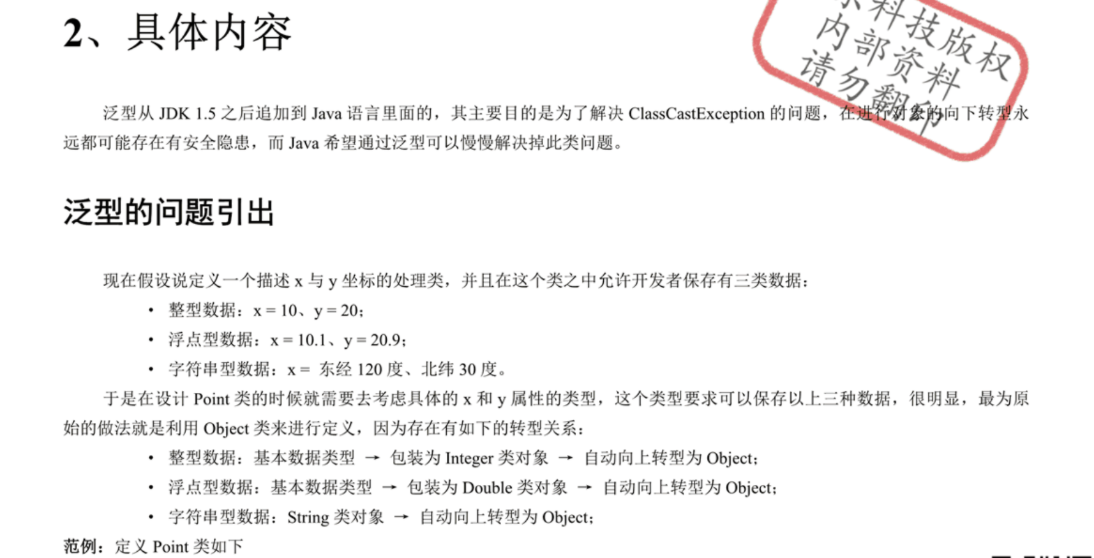 2、具体内容
科技版权
内部资料
请勿翻印
泛型从 JDK 1.5 之后追加到 Java 语言里面的，其主要目的是为了解决 ClassCastException 的问题，在进行对象的向下转型永
远都可能存在有安全隐患，而 Java 希望通过泛型可以慢慢解决掉此类问题。
泛型的问题引出
现在假设说定义一个描述 x 与 y 坐标的处理类，并且在这个类之中允许开发者保存有三类数据：
• 整型数据：x = 10、y = 20；
• 浮点型数据：x = 10.1、y = 20.9；
• 字符串型数据：x = 东经 120 度、北纬 30 度。
于是在设计 Point 类的时候就需要去考虑具体的 x 和 y 属性的类型，这个类型要求可以保存以上三种数据，很明显，最为原
始的做法就是利用 Object 类来进行定义，因为存在有如下的转型关系：
• 整型数据：基本数据类型 → 包装为 Integer 类对象 → 自动向上转型为 Object；
• 浮点型数据：基本数据类型 → 包装为 Double 类对象 → 自动向上转型为 Object；
• 字符串型数据：String 类对象 → 自动向上转型为 Object；
范例：定义 Point 类如下